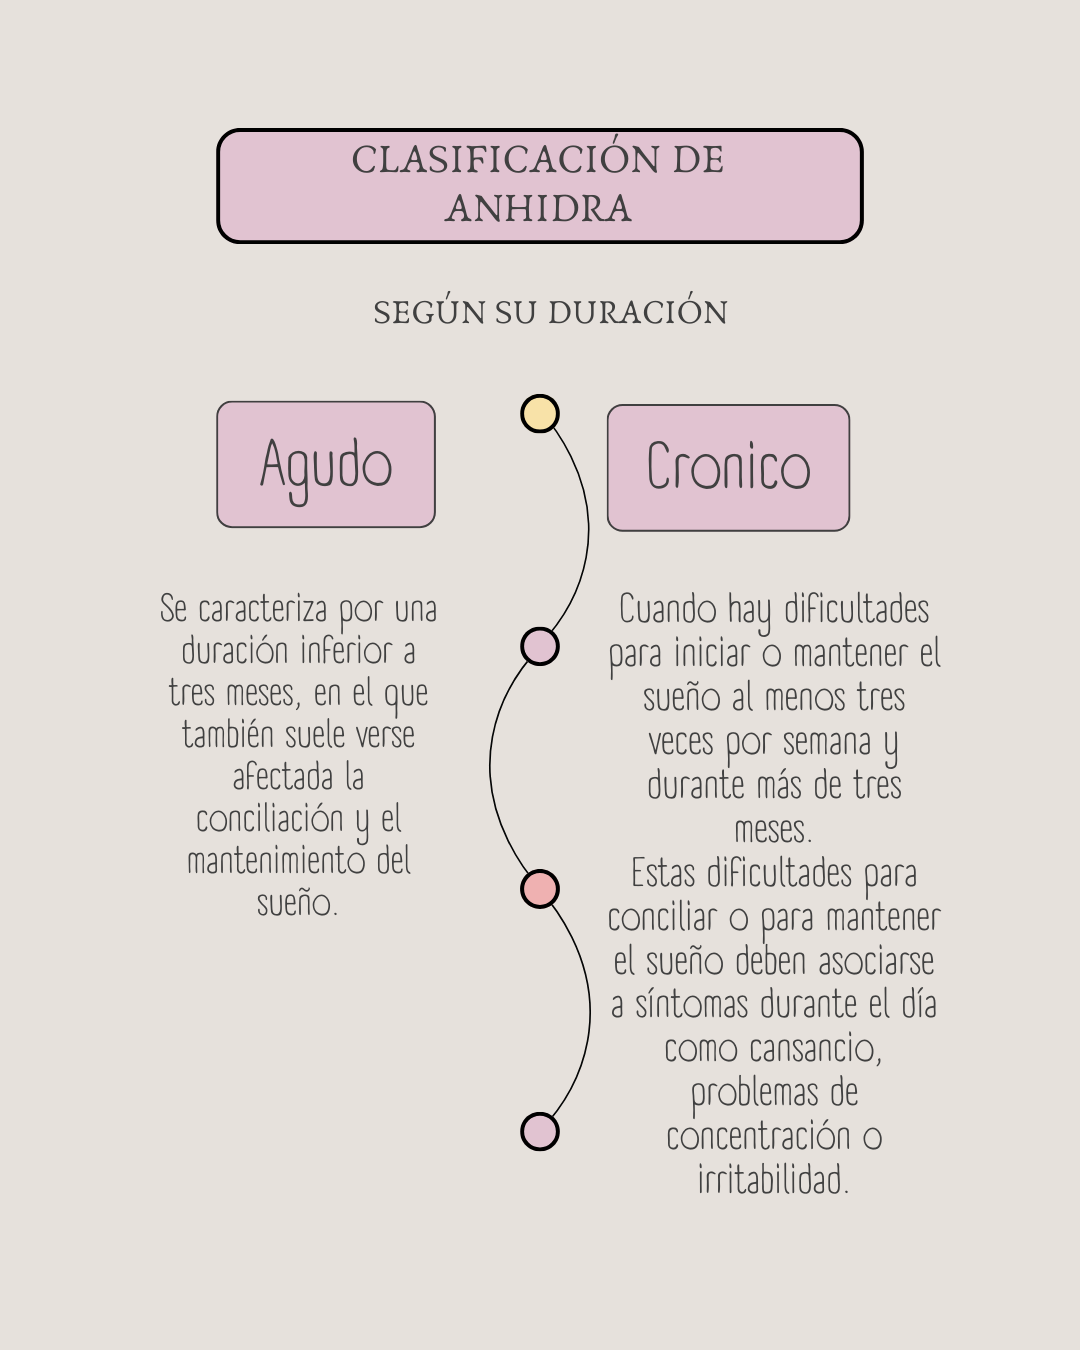 CLASIFICACIÓN DE
ANHIDRA
SEGÚN SU DURACIÓN
Agudo
Se caracteriza por una
duración inferior a
tres meses, en el que
también suele verse
afectada la
conciliación y el
mantenimiento del
sueño.
Cronico
Cuando hay dificultades
para iniciar o mantener el
sueño al menos tres
veces por semana y
durante más de tres
meses.
Estas dificultades para
conciliar o para mantener
el sueño deben asociarse
a síntomas durante el día
como cansancio,
problemas de
concentración o
irritabilidad.